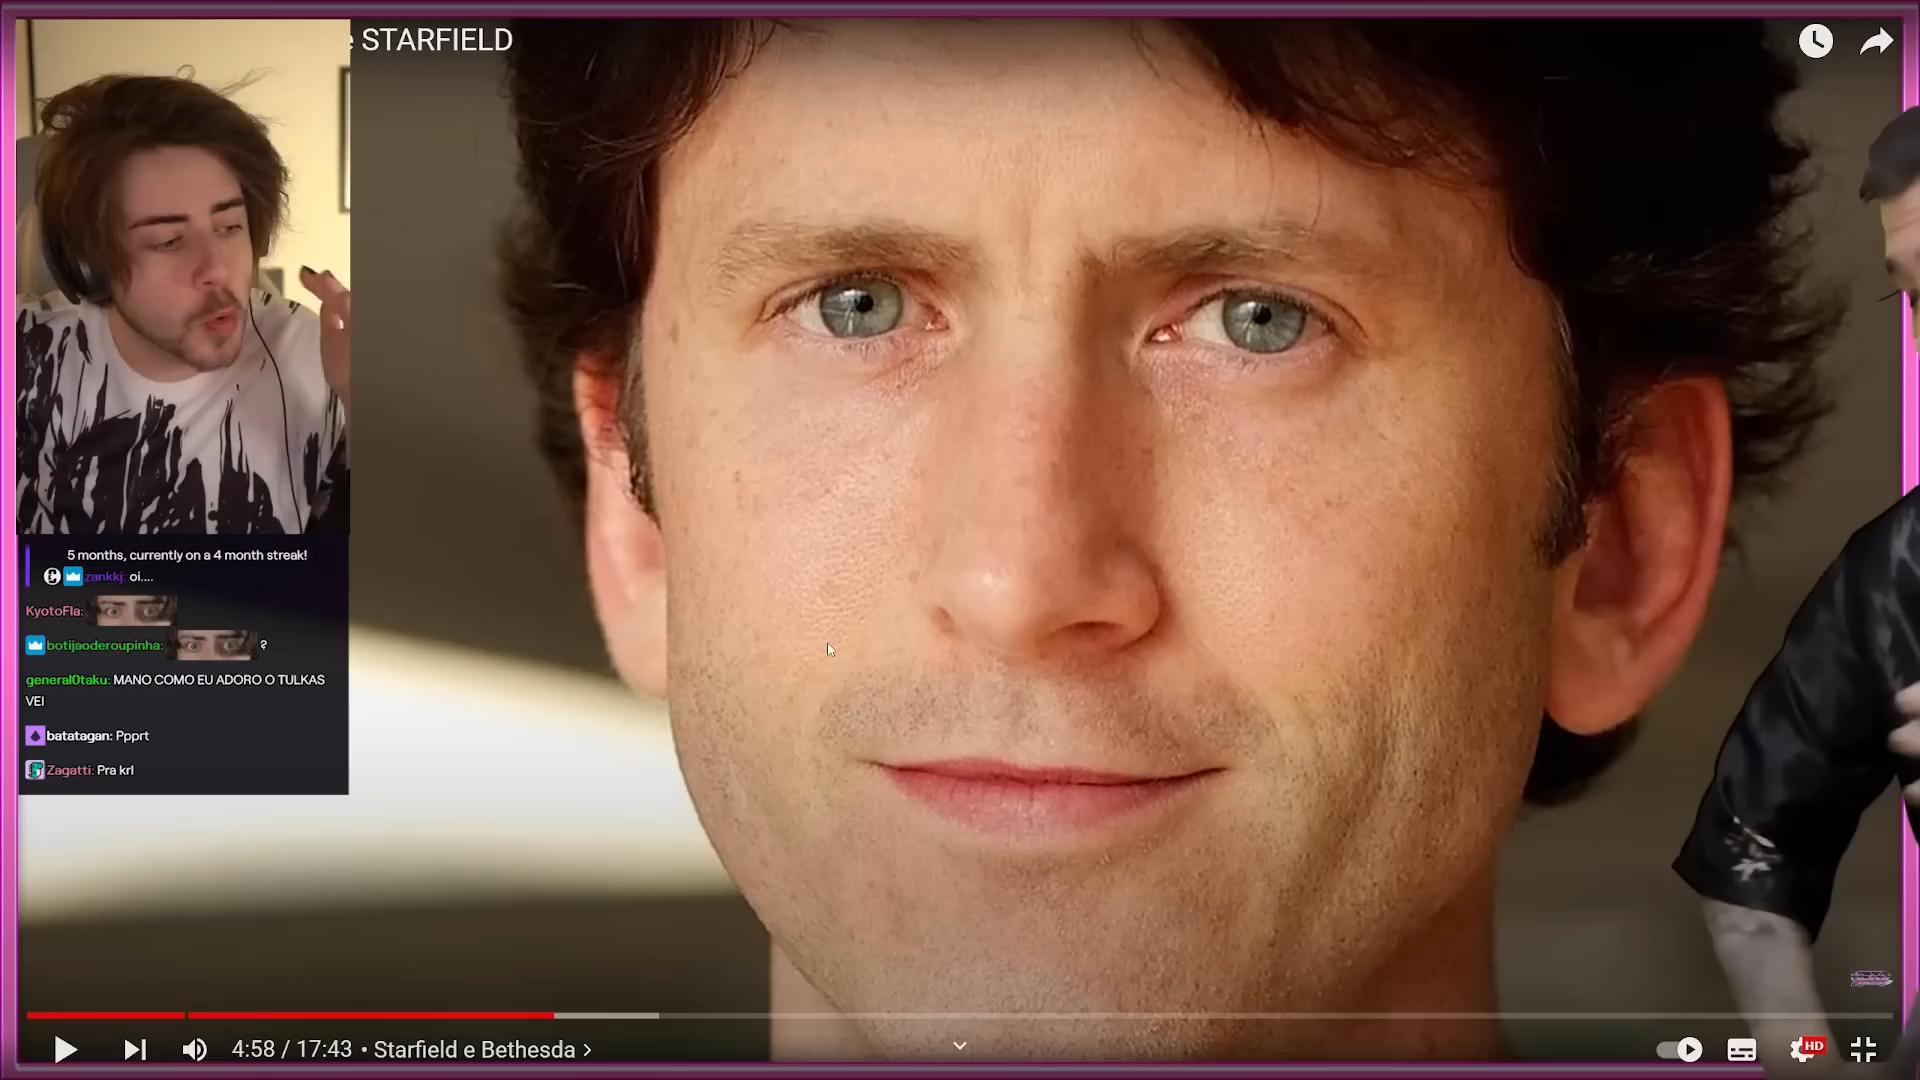 STARFIELD
5 months, currently on a 4 month streak!
zankkj: oi....
KyotoFla:
botijaoderoupinha: ?
general0taku: MANO COMO EU ADORO O TULKAS
VEI
batatagan: Ppprt
Zagatti: Pra krl
4:58 / 17:43 • Starfield e Bethesda
HD